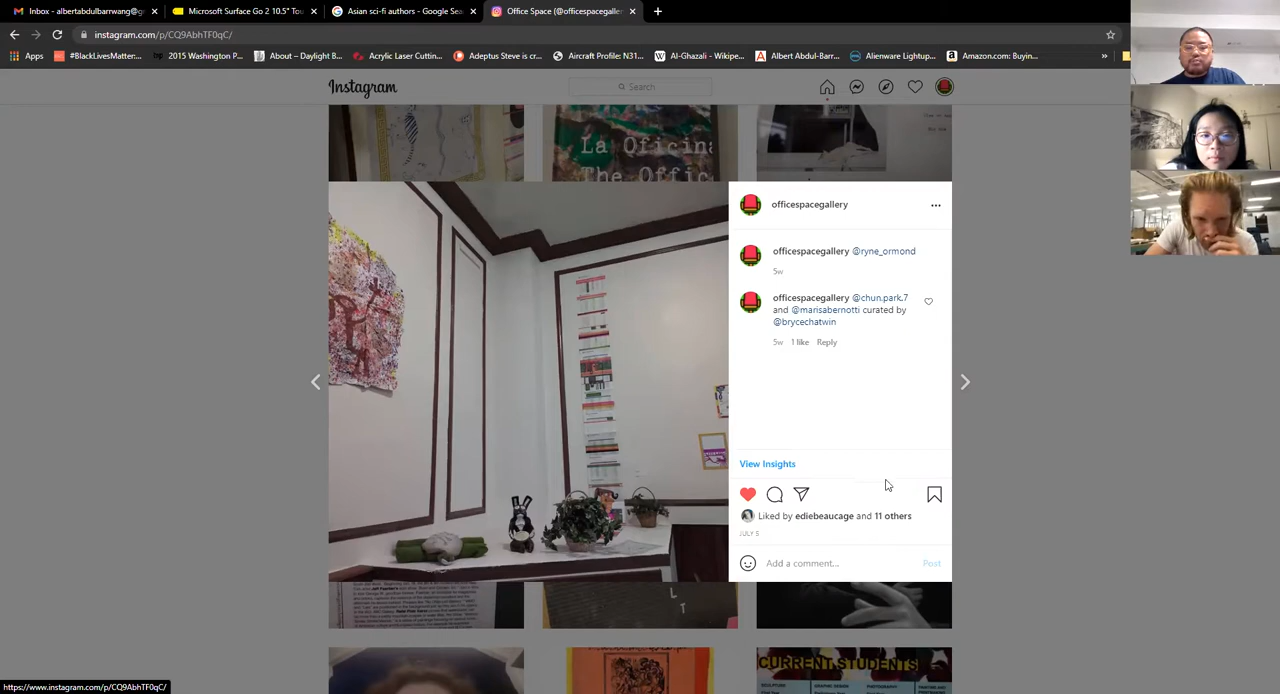 Inbox - albertabdulbarrwang@gr
Microsoft Surface Go 2 10.5" Tou
Asian sci-fi authors - Google Sea
Office Space (@officespacegaller
instagram.com/p/CQ9AbhTF0qC/
Apps
#BlackLivesMatter:...
2015 Washington P...
About – Daylight B...
Acrylic Laser Cuttin...
Adeptus Steve is cr...
Aircraft Profile: N31...
Al-Ghazali - Wikipe...
Albert Abdul-Barr...
Alienware Lightup...
Amazon.com: Buyin...
Instagram
Search
La Oficina
The Office
officespacegallery
officespacegallery @ryne_ormond
5w
officespacegallery @chun.park.7
and @marisabernotti curated by
@brycechatwin
5w 1 like Reply
View Insights
Liked by ediebeaucage and 11 others
JULY 5
Add a comment...
Post
CURRENT STUDENTS
https://www.instagram.com/p/CQ9AbhTF0qC/